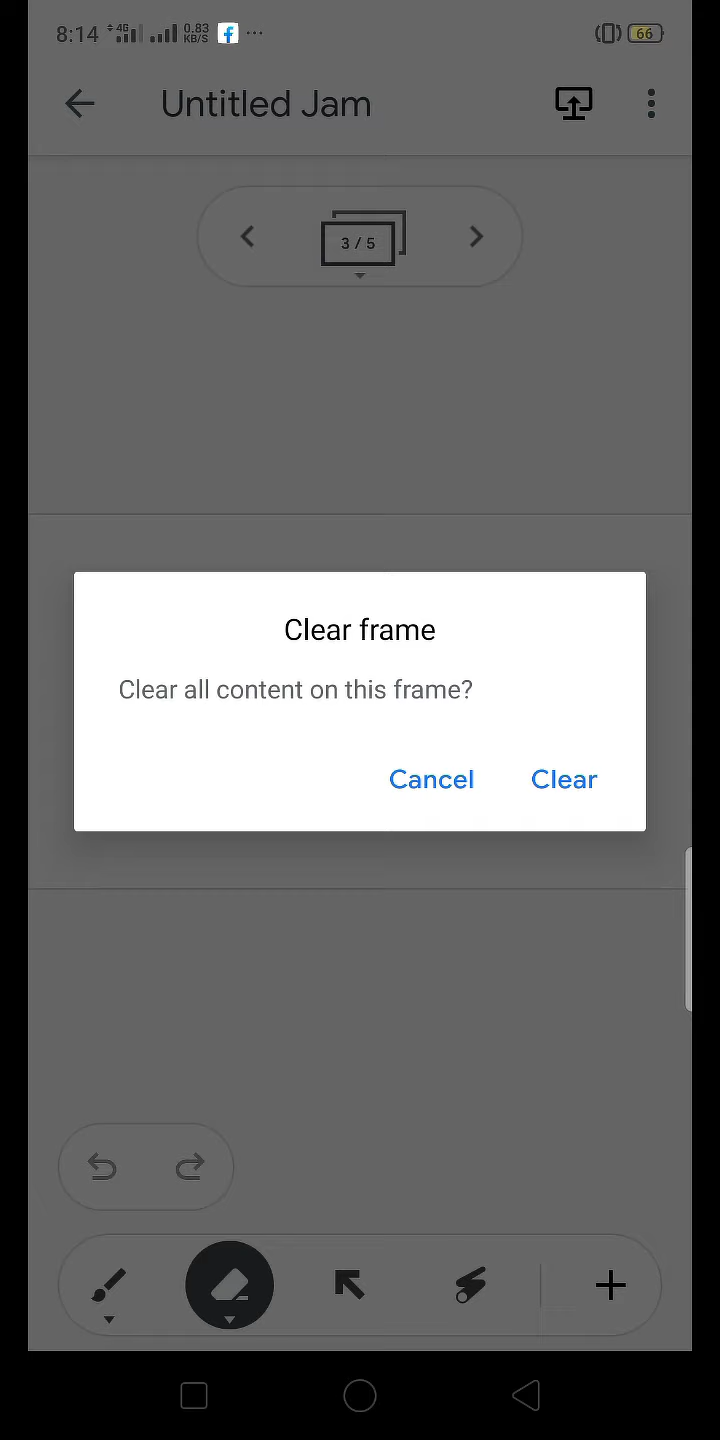 8:14 4G 0.83 KB/S f ... 66
Untitled Jam
3 / 5
Clear frame
Clear all content on this frame?
Cancel Clear